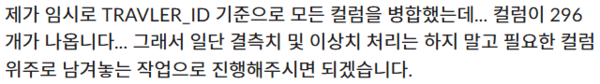 제가 임시로 TRAVLER_ID 기준으로 모든 컬럼을 병합했는데... 컬럼이 296
개가 나옵니다... 그래서 일단 결측치 및 이상치 처리는 하지 말고 필요한 컬럼
위주로 남겨놓는 작업으로 진행해주시면 되겠습니다.